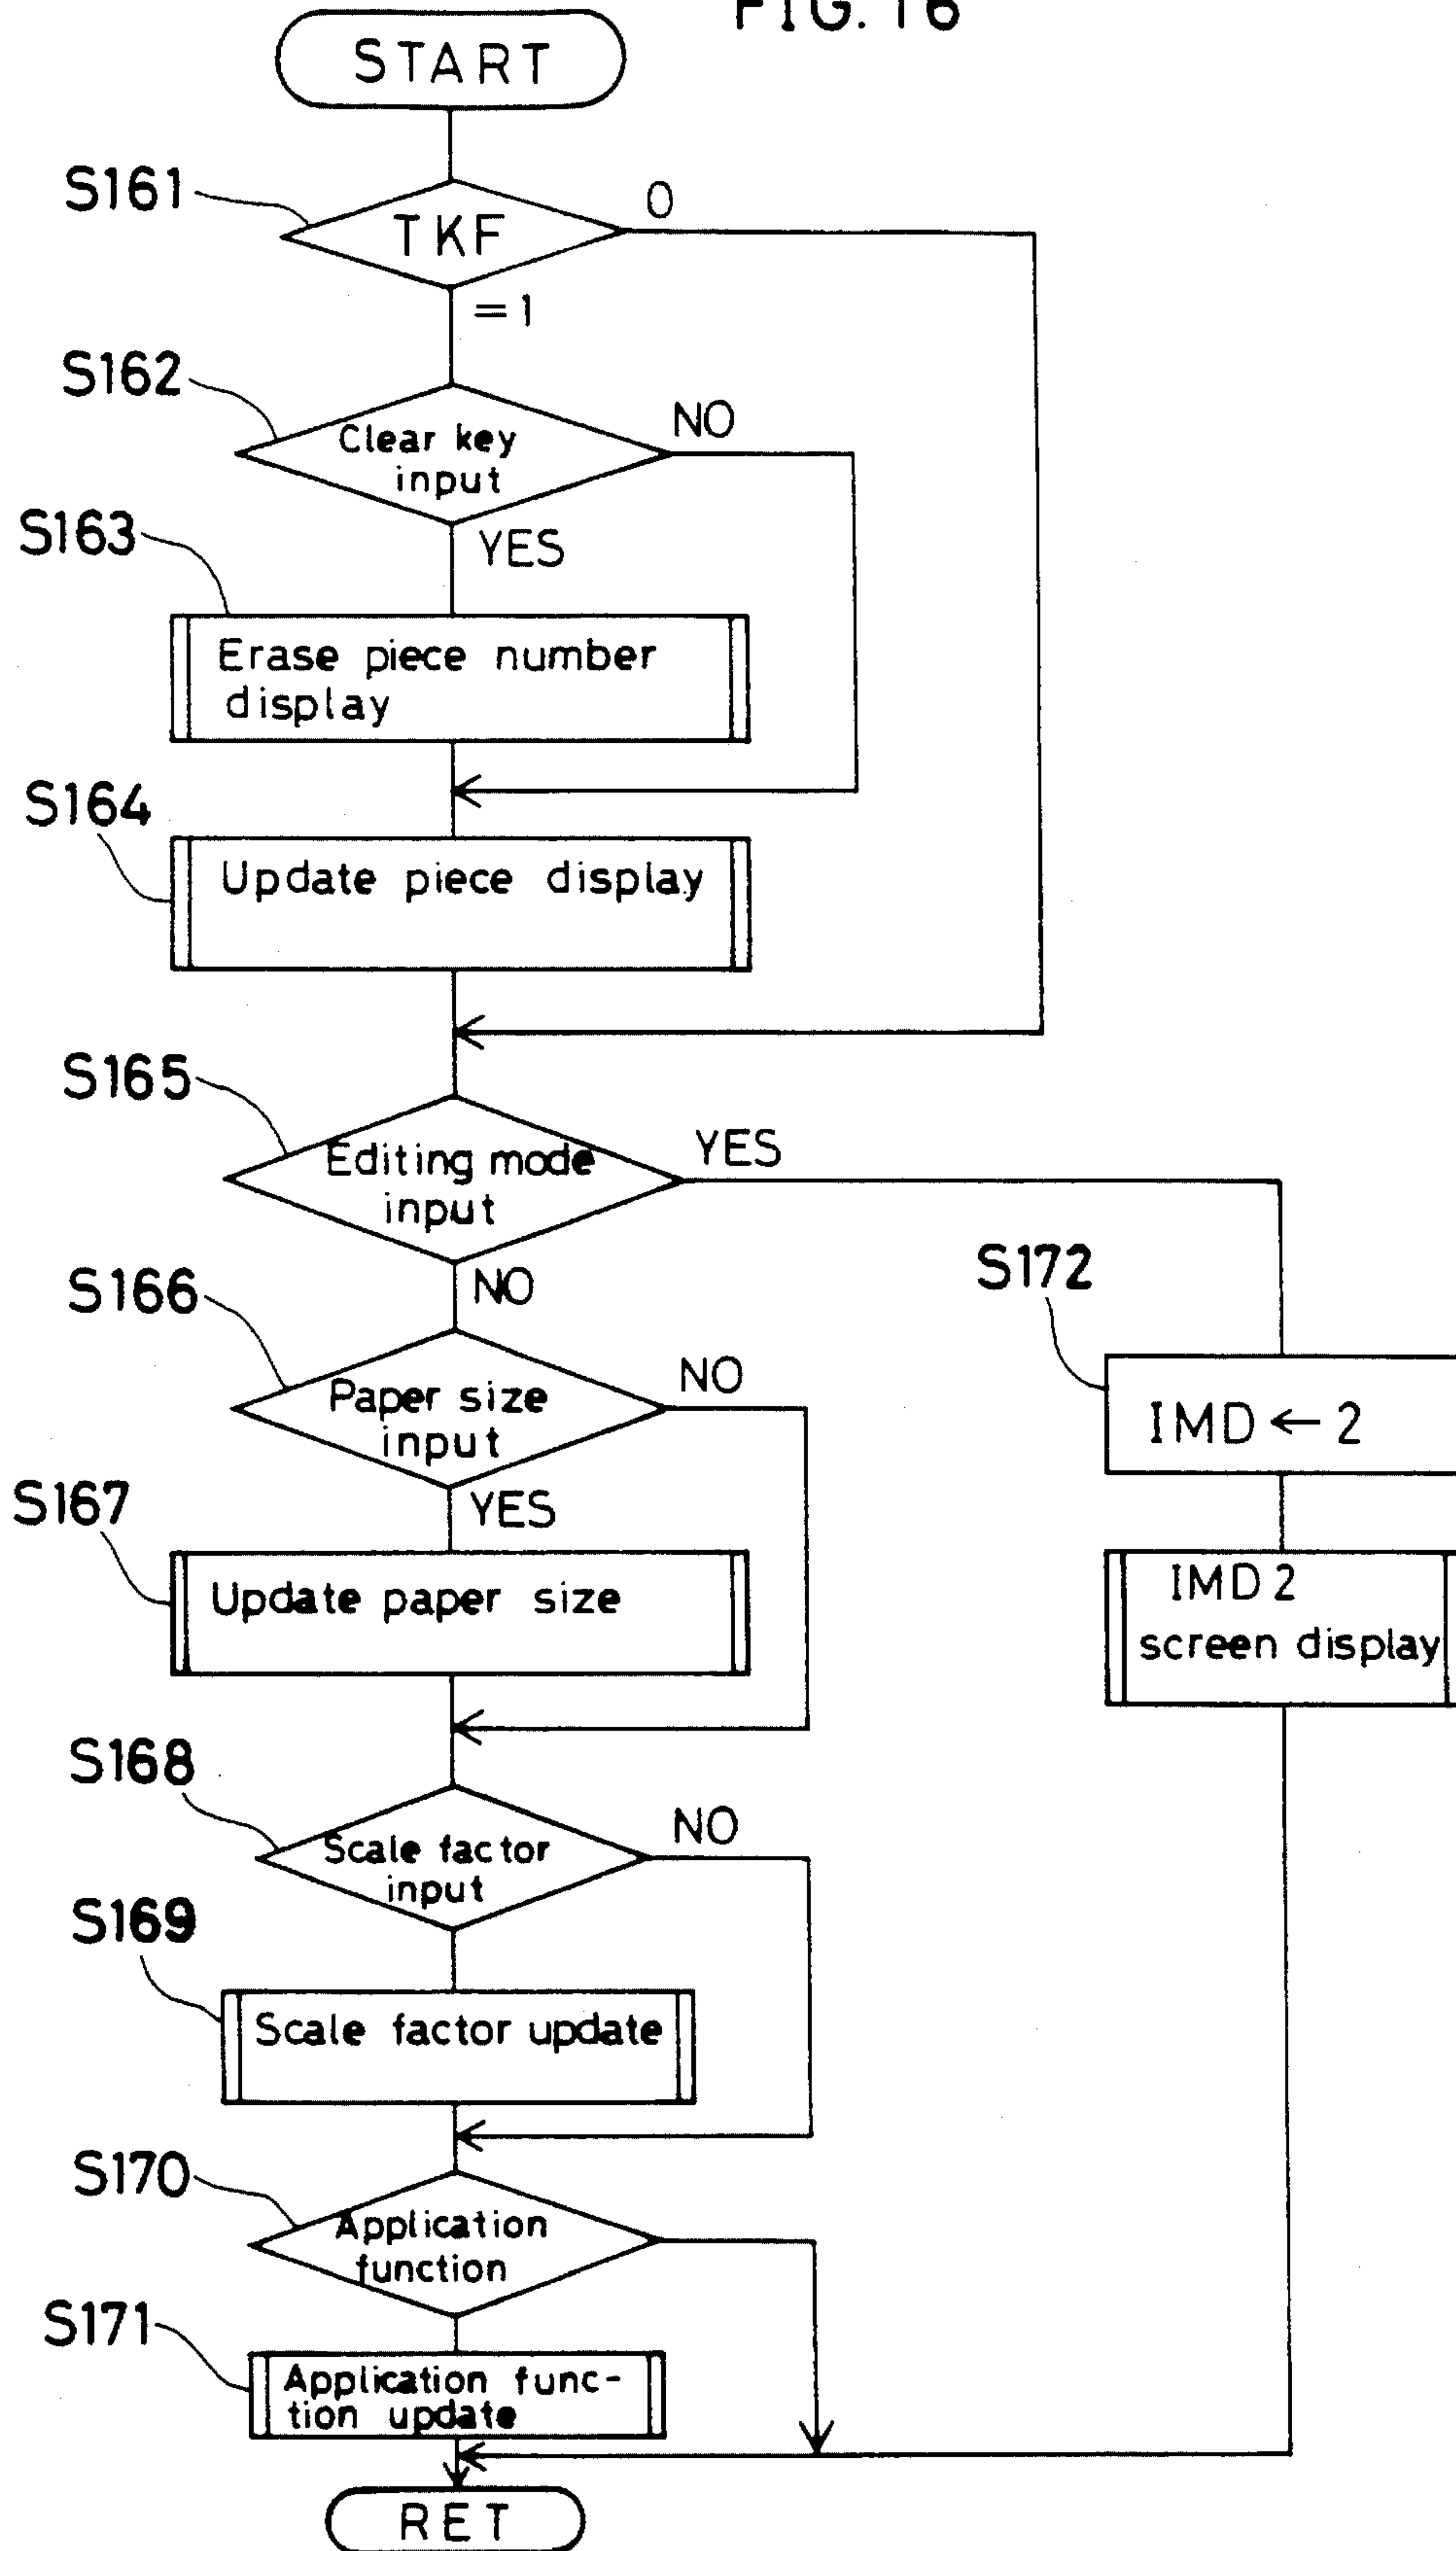 FIG. 16
START
S161
TKF
0
=1
S162
Clear key
input
NO
YES
S163
Erase piece number
display
S164
Update piece display
S165
Editing mode
input
YES
NO
S172
IMD ← 2
IMD 2
screen display
S166
Paper size
input
NO
YES
S167
Update paper size
S168
Scale factor
input
NO
S169
Scale factor update
S170
Application
function
S171
Application func-
tion update
RET